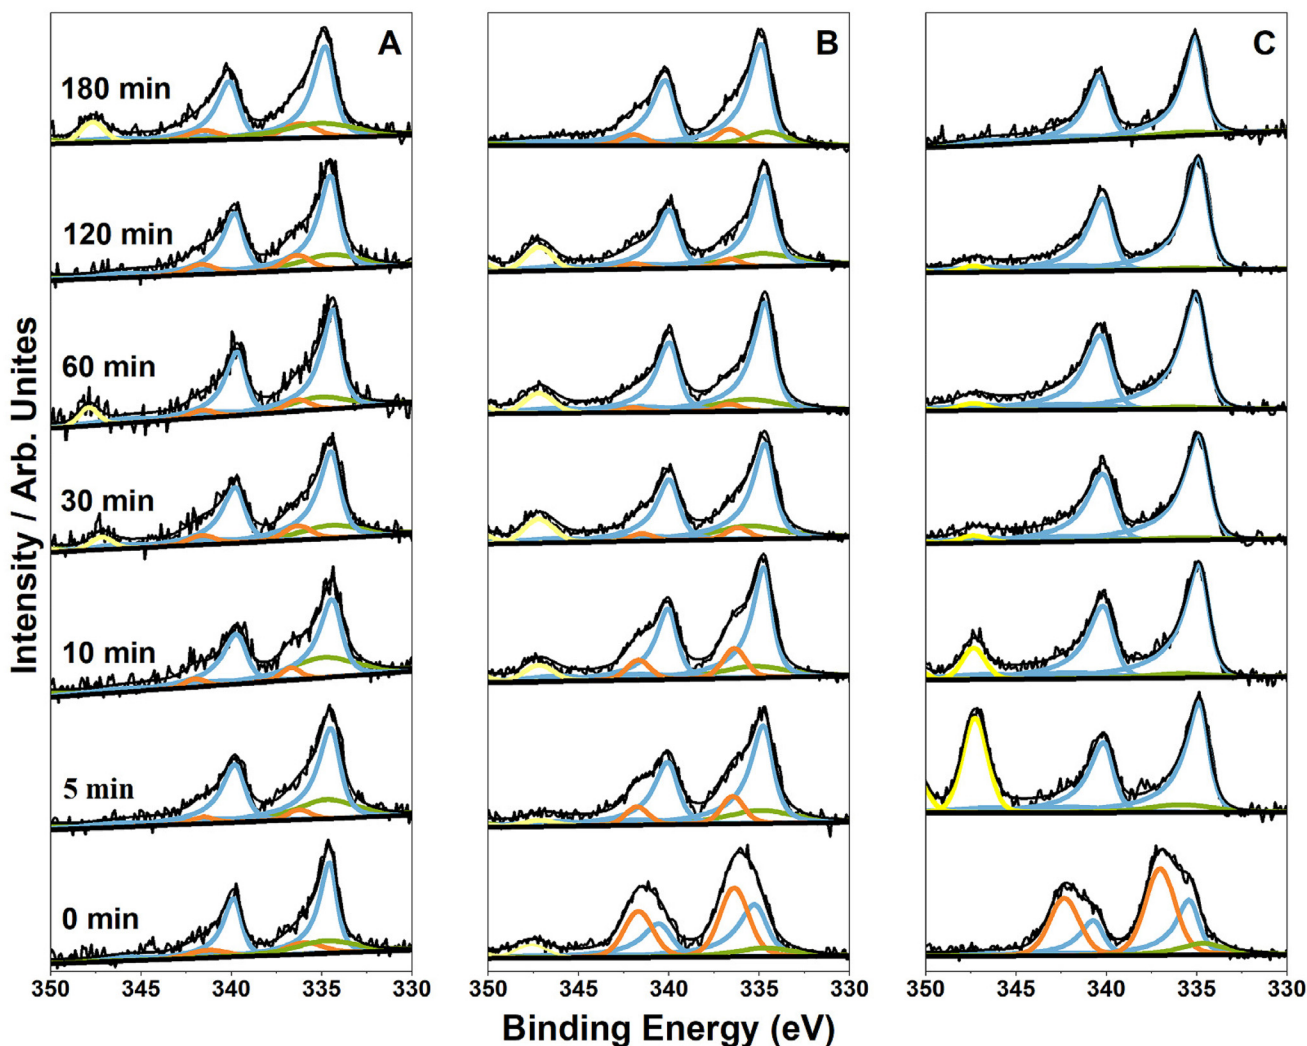 A
B
C
180 min
120 min
60 min
30 min
10 min
5 min
0 min
Intensity / Arb. Unites
350 345 340 335 330
350 345 340 335 330
350 345 340 335 330
Binding Energy (eV)